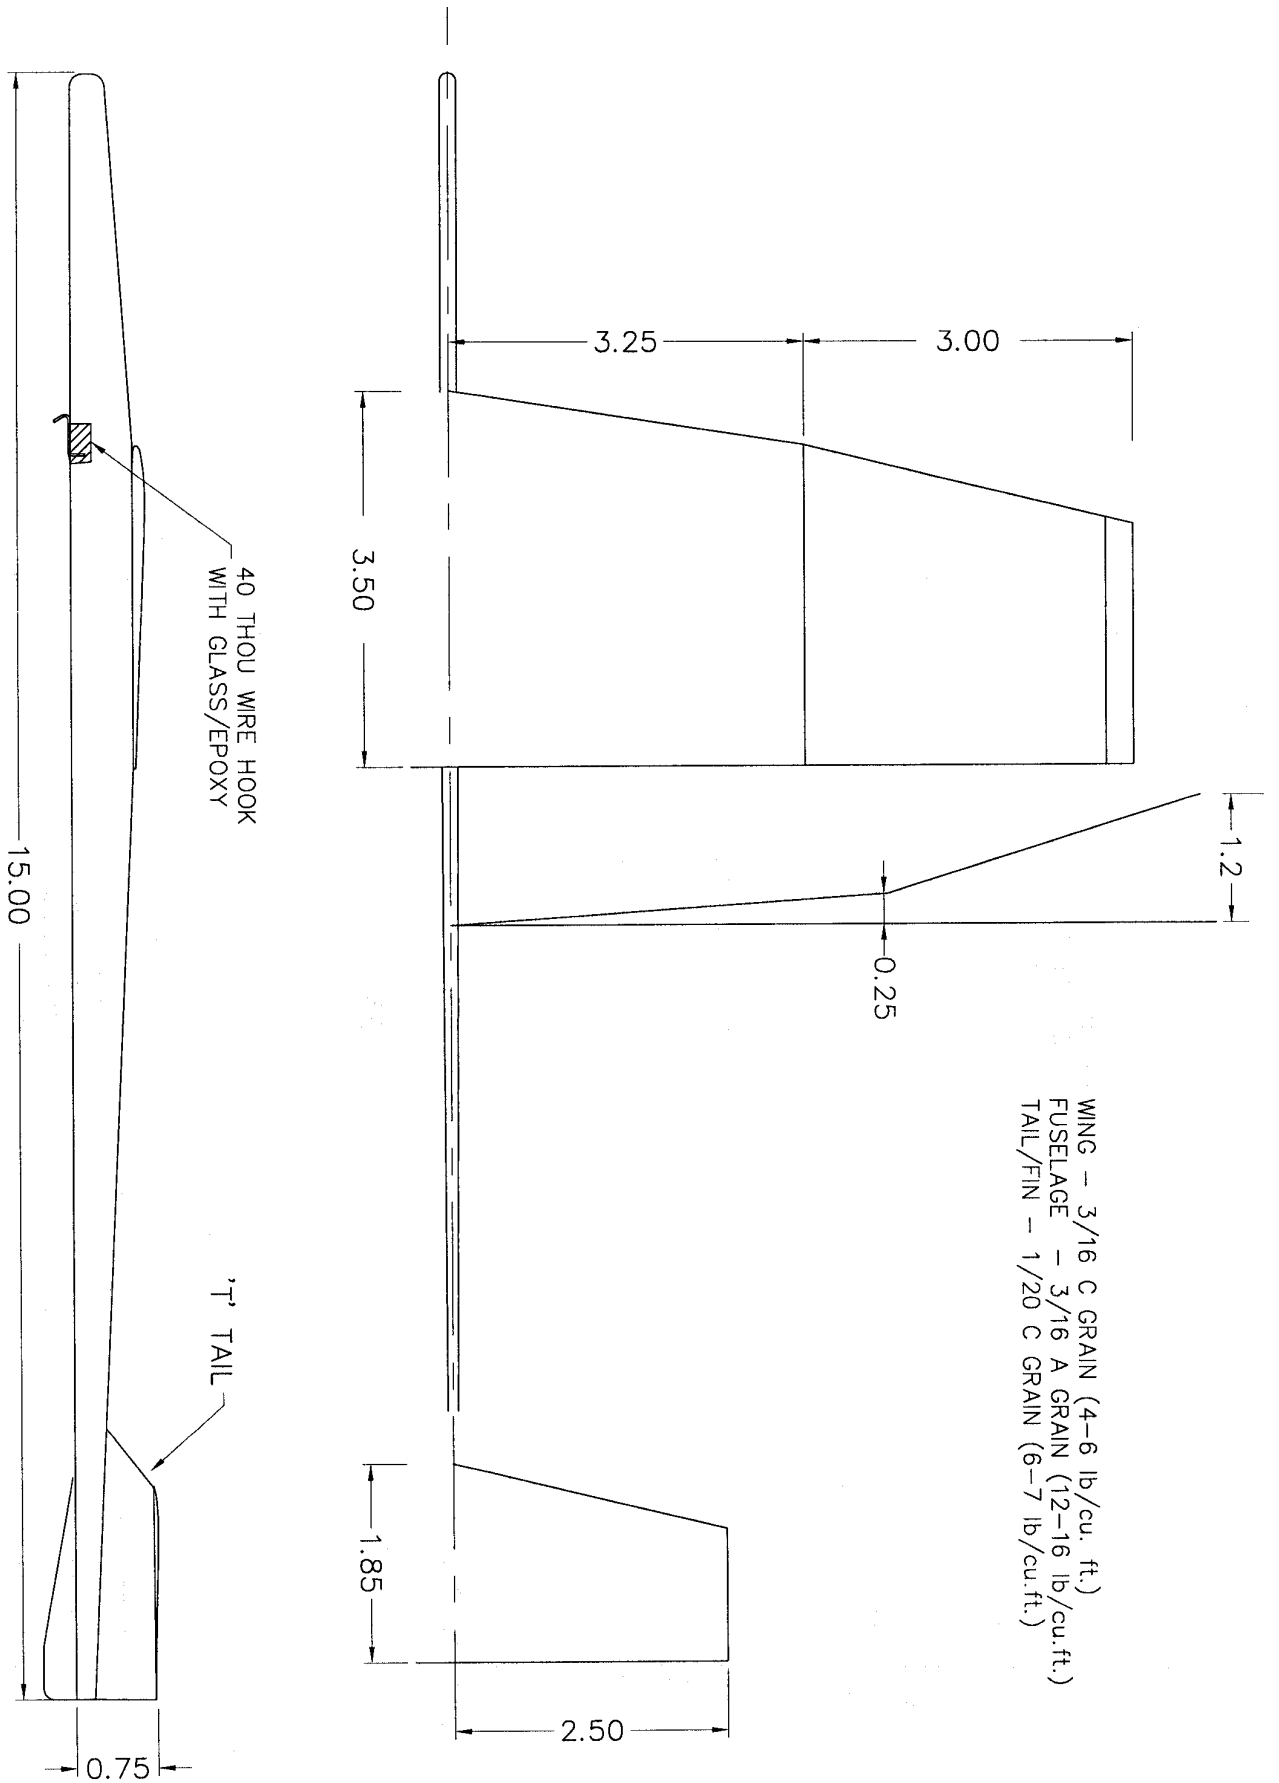 3.25
3.00
3.50
1.2
0.25
WING - 3/16 C GRAIN (4-6 lb/cu. ft.)
FUSELAGE - 3/16 A GRAIN (12-16 lb/cu.ft.)
TAIL/FIN - 1/20 C GRAIN (6-7 lb/cu.ft.)
40 THOU WIRE HOOK
WITH GLASS/EPOXY
15.00
'T' TAIL
1.85
2.50
0.75